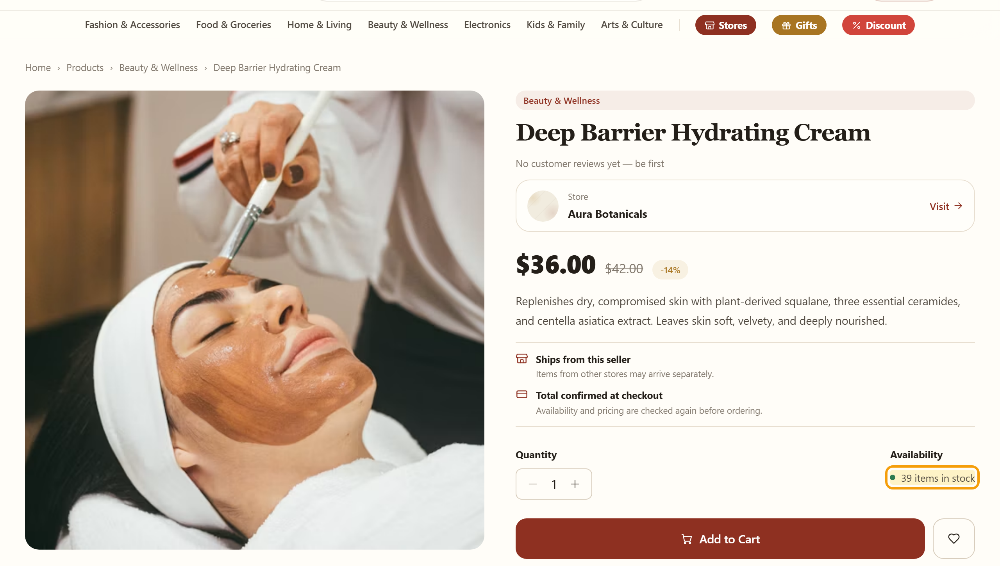 Fashion & Accessories Food & Groceries Home & Living Beauty & Wellness Electronics Kids & Family Arts & Culture Stores Gifts Discount
Home › Products › Beauty & Wellness › Deep Barrier Hydrating Cream
Beauty & Wellness
Deep Barrier Hydrating Cream
No customer reviews yet — be first
Store
Aura Botanicals
Visit →
$36.00 $42.00 -14%
Replenishes dry, compromised skin with plant-derived squalane, three essential ceramides,
and centella asiatica extract. Leaves skin soft, velvety, and deeply nourished.
Ships from this seller
Items from other stores may arrive separately.
Total confirmed at checkout
Availability and pricing are checked again before ordering.
Quantity
Availability
− 1 +
39 items in stock
Add to Cart